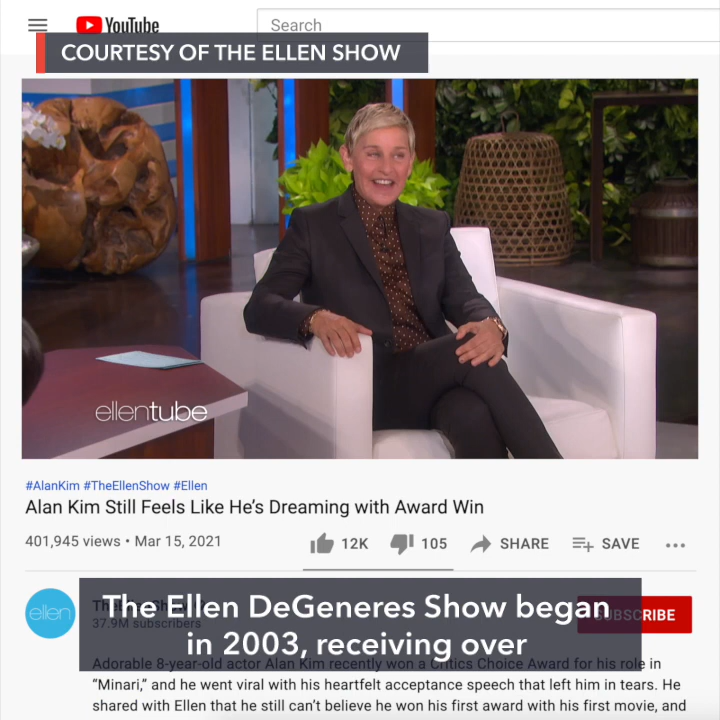 YouTube
Search
COURTESY OF THE ELLEN SHOW
ellentube
#AlanKim #TheEllenShow #Ellen
Alan Kim Still Feels Like He's Dreaming with Award Win
401,945 views • Mar 15, 2021
12K
105
SHARE
SAVE
ellen
37.9M subscribers
SUBSCRIBE
The Ellen DeGeneres Show began
in 2003, receiving over
Adorable 8-year-old actor Alan Kim recently won a Critics Choice Award for his role in
"Minari," and he went viral with his heartfelt acceptance speech that left him in tears. He
shared with Ellen that he still can't believe he won his first award with his first movie, and